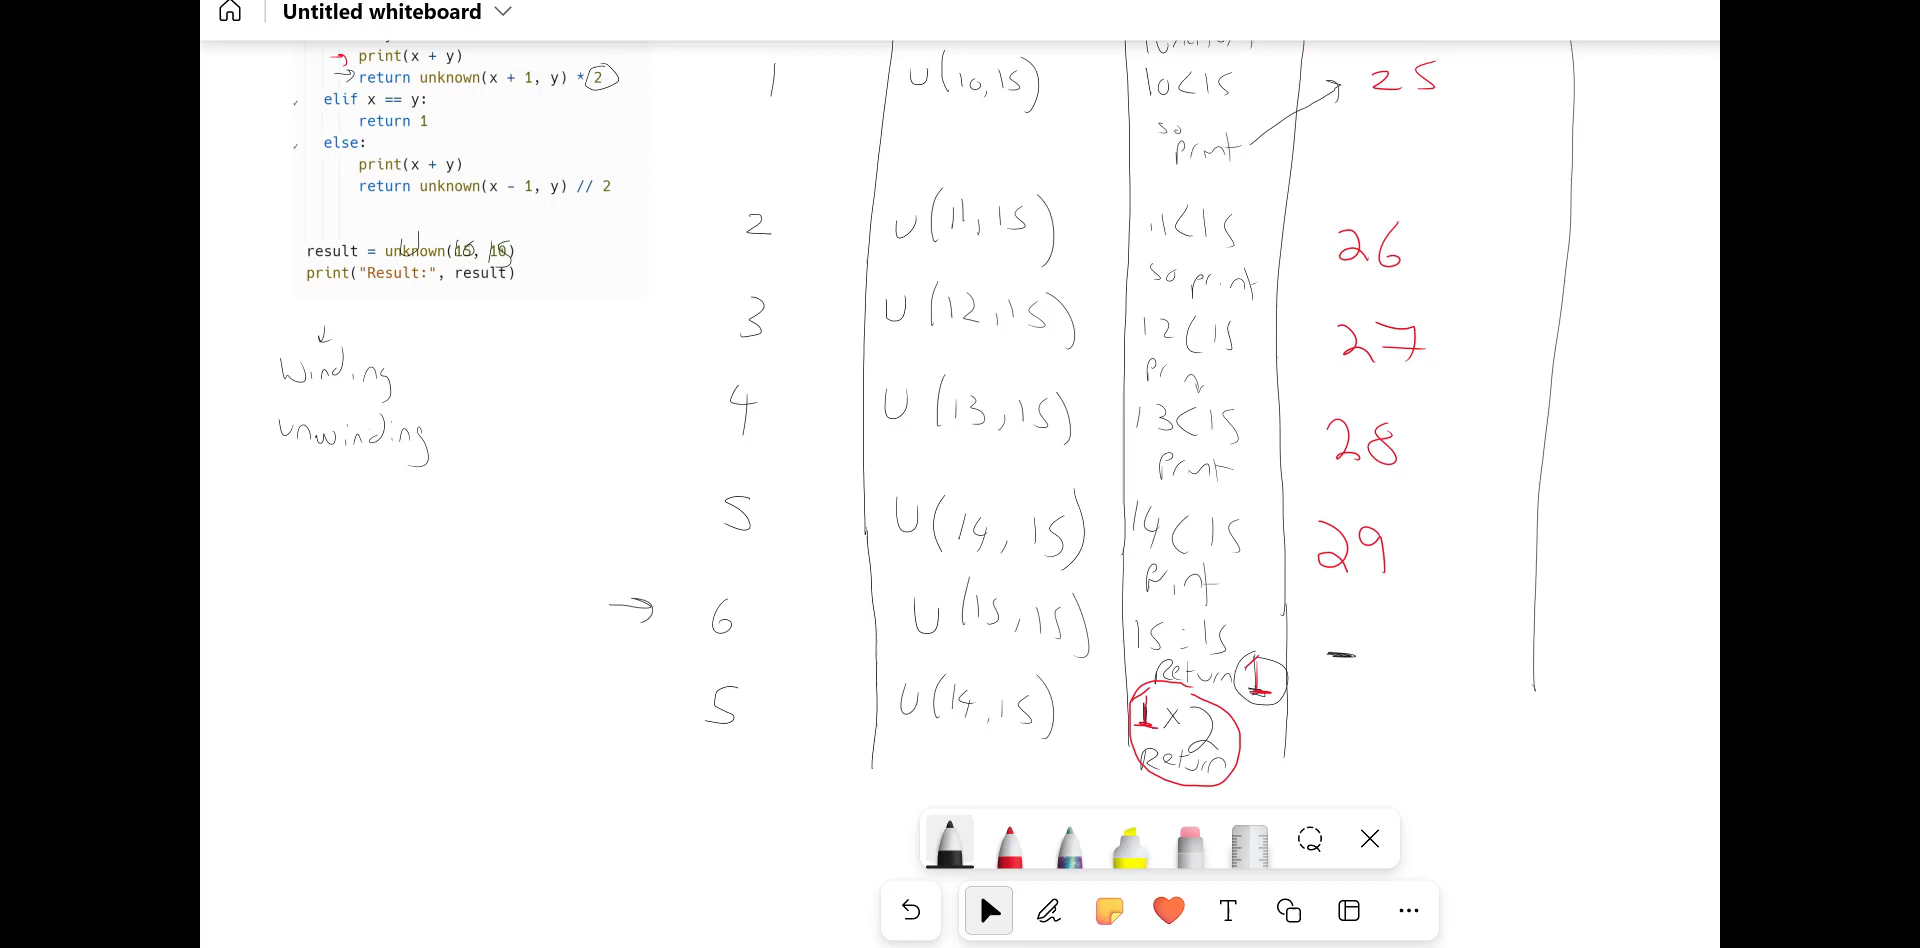 Untitled whiteboard
print(x + y)
return unknown(x + 1, y) * 2
elif x == y:
return 1
else:
print(x + y)
return unknown(x - 1, y) // 2
result = unknown(15, 10)
print("Result:", result)
winding
unwinding
1 U(10,15) 10<15 25
so print
2 U(11,15) 11<15 26
so print
3 U(12,15) 12<15 27
4 U(13,15) 13<15 28
Print
5 U(14,15) 14<15 29
Print
6 U(15,15) 15=15 -
Return 1
5 U(14,15) 1x2
Return
T